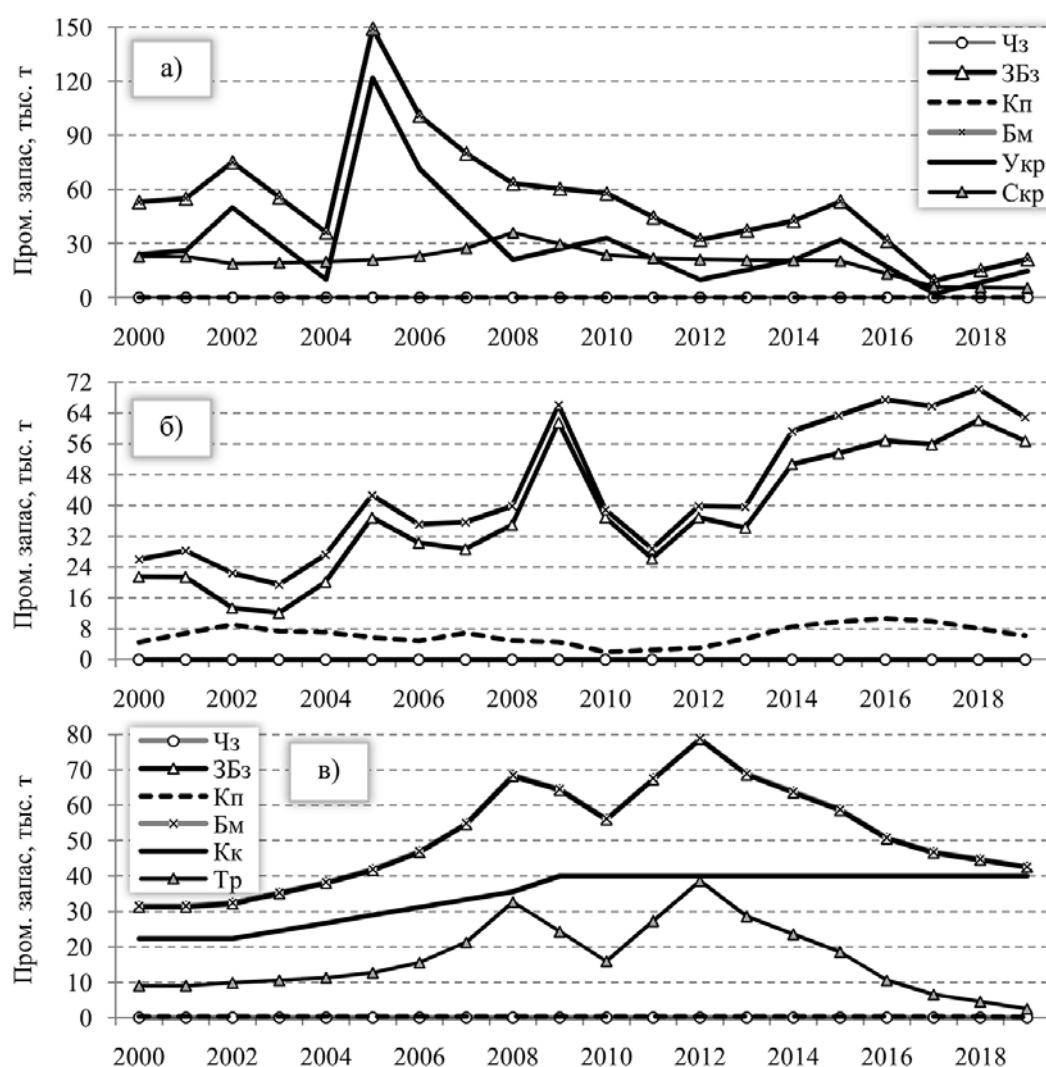 Пром. запас, тыс. т
150
120
90
60
30
0
а)
Чз
ЗБз
Кп
Бм
Укр
Скр
2000 2002 2004 2006 2008 2010 2012 2014 2016 2018
Пром. запас, тыс. т
72
64
56
48
40
32
24
16
8
0
б)
2000 2002 2004 2006 2008 2010 2012 2014 2016 2018
Пром. запас, тыс. т
80
70
60
50
40
30
20
10
0
Чз
ЗБз
Кп
Бм
Кк
Тр
в)
2000 2002 2004 2006 2008 2010 2012 2014 2016 2018